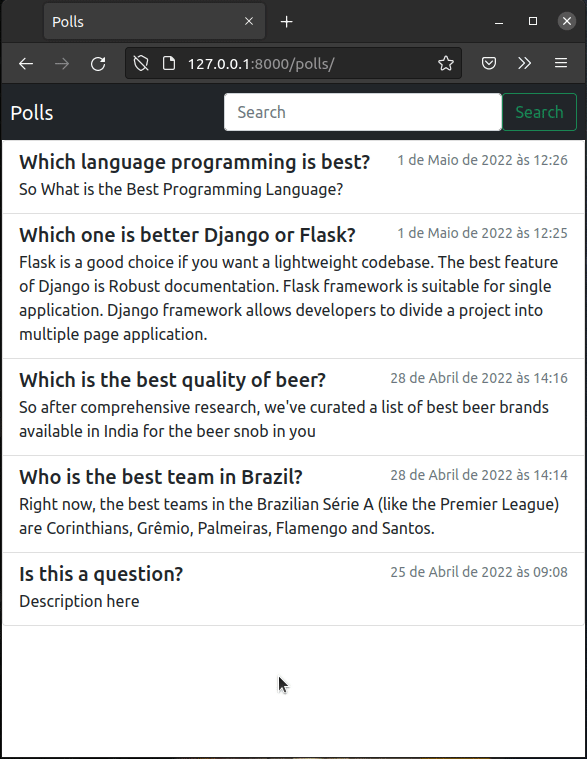 Polls
127.0.0.1:8000/polls/
Polls Search Search
Which language programming is best? 1 de Maio de 2022 às 12:26
So What is the Best Programming Language?
Which one is better Django or Flask? 1 de Maio de 2022 às 12:25
Flask is a good choice if you want a lightweight codebase. The best feature
of Django is Robust documentation. Flask framework is suitable for single
application. Django framework allows developers to divide a project into
multiple page application.
Which is the best quality of beer? 28 de Abril de 2022 às 14:16
So after comprehensive research, we've curated a list of best beer brands
available in India for the beer snob in you
Who is the best team in Brazil? 28 de Abril de 2022 às 14:14
Right now, the best teams in the Brazilian Série A (like the Premier League)
are Corinthians, Grêmio, Palmeiras, Flamengo and Santos.
Is this a question? 25 de Abril de 2022 às 09:08
Description here